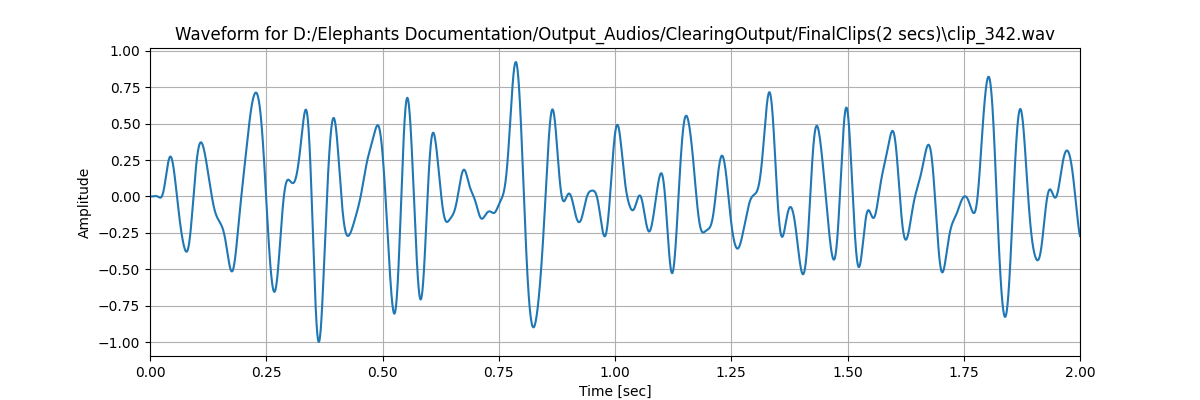 Waveform for D:/Elephants Documentation/Output_Audios/ClearingOutput/FinalClips(2 secs)\clip_342.wav
1.00
0.75
0.50
0.25
0.00
−0.25
−0.50
−0.75
−1.00
Amplitude
0.00 0.25 0.50 0.75 1.00 1.25 1.50 1.75 2.00
Time [sec]